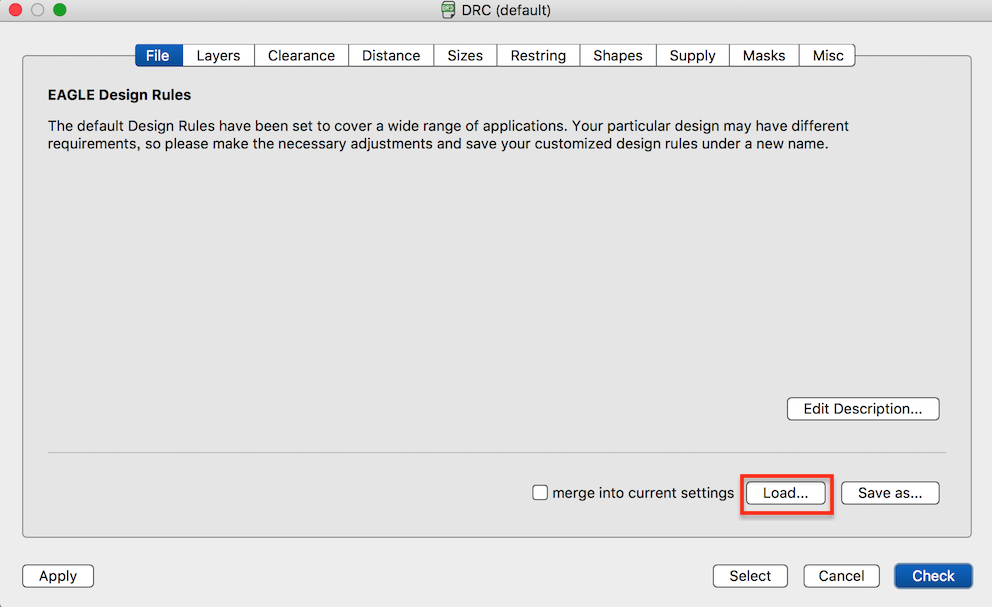 DRC (default)
File Layers Clearance Distance Sizes Restring Shapes Supply Masks Misc
EAGLE Design Rules
The default Design Rules have been set to cover a wide range of applications. Your particular design may have different
requirements, so please make the necessary adjustments and save your customized design rules under a new name.
Edit Description...
merge into current settings Load... Save as...
Apply Select Cancel Check